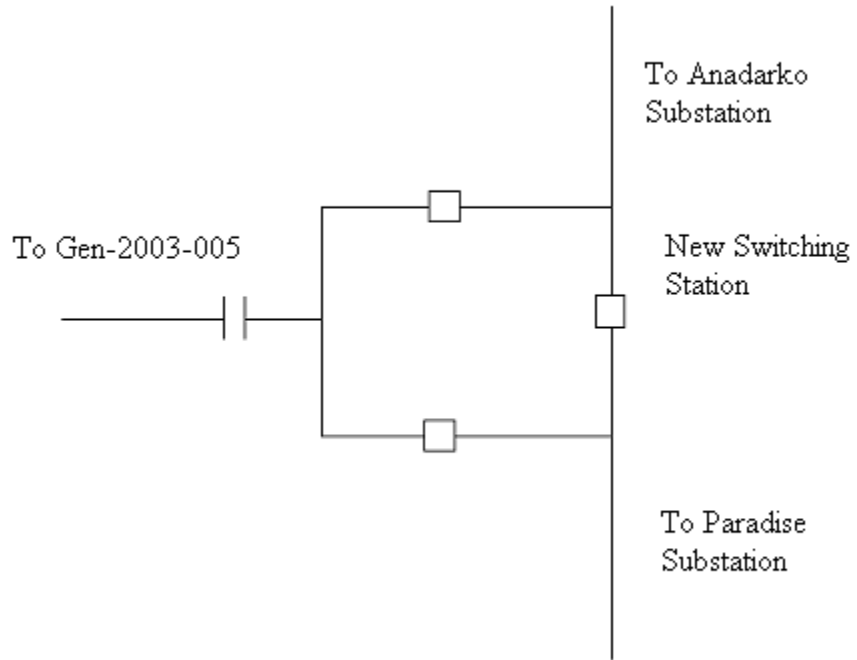 To Anadarko
Substation
To Gen-2003-005
New Switching
Station
To Paradise
Substation